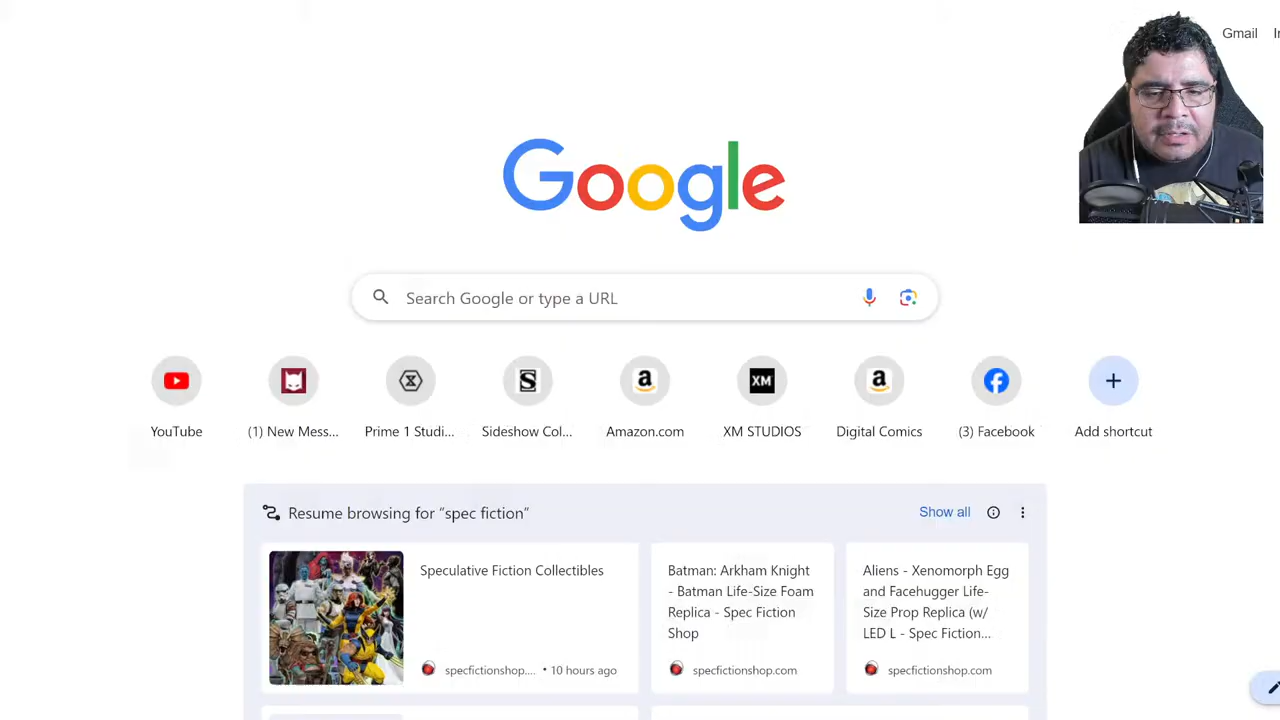 Gmail
Google
Search Google or type a URL
YouTube
(1) New Mess...
Prime 1 Studi...
Sideshow Col...
Amazon.com
XM STUDIOS
Digital Comics
(3) Facebook
Add shortcut
Resume browsing for “spec fiction”
Show all
Speculative Fiction Collectibles
specfictionshop.... • 10 hours ago
Batman: Arkham Knight
- Batman Life-Size Foam
Replica - Spec Fiction
Shop
specfictionshop.com
Aliens - Xenomorph Egg
and Facehugger Life-
Size Prop Replica (w/
LED L - Spec Fiction...
specfictionshop.com